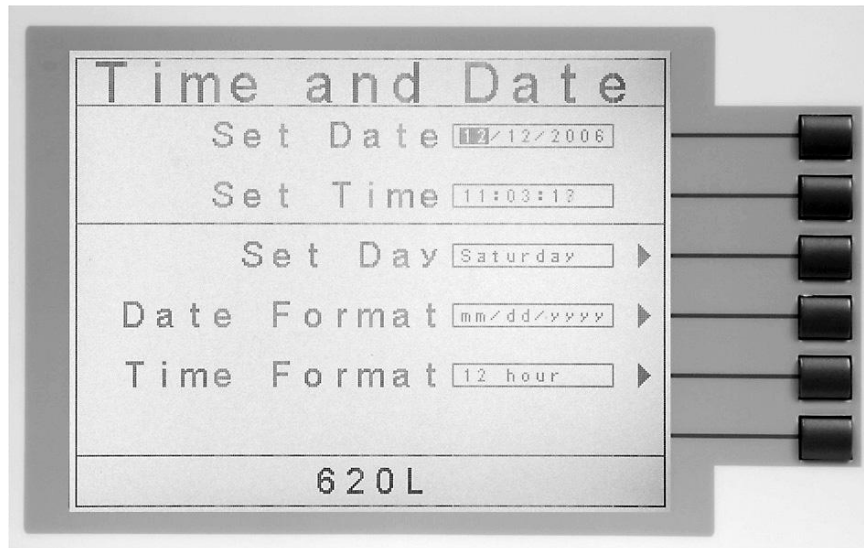 Time and Date
Set Date 12/12/2006
Set Time
Set Day Saturday
Date Format mm/dd/yyyy
Time Format 12 hour
620L